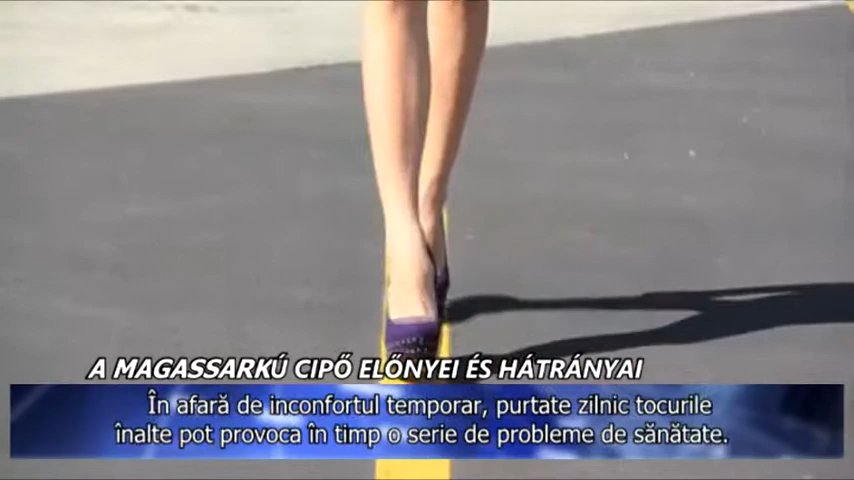 A MAGASSARKÚ CIPŐ ELŐNYEI ÉS HÁTRÁNYAI
În afară de inconfortul temporar, purtate zilnic tocurile
înalte pot provoca în timp o serie de probleme de sănătate.